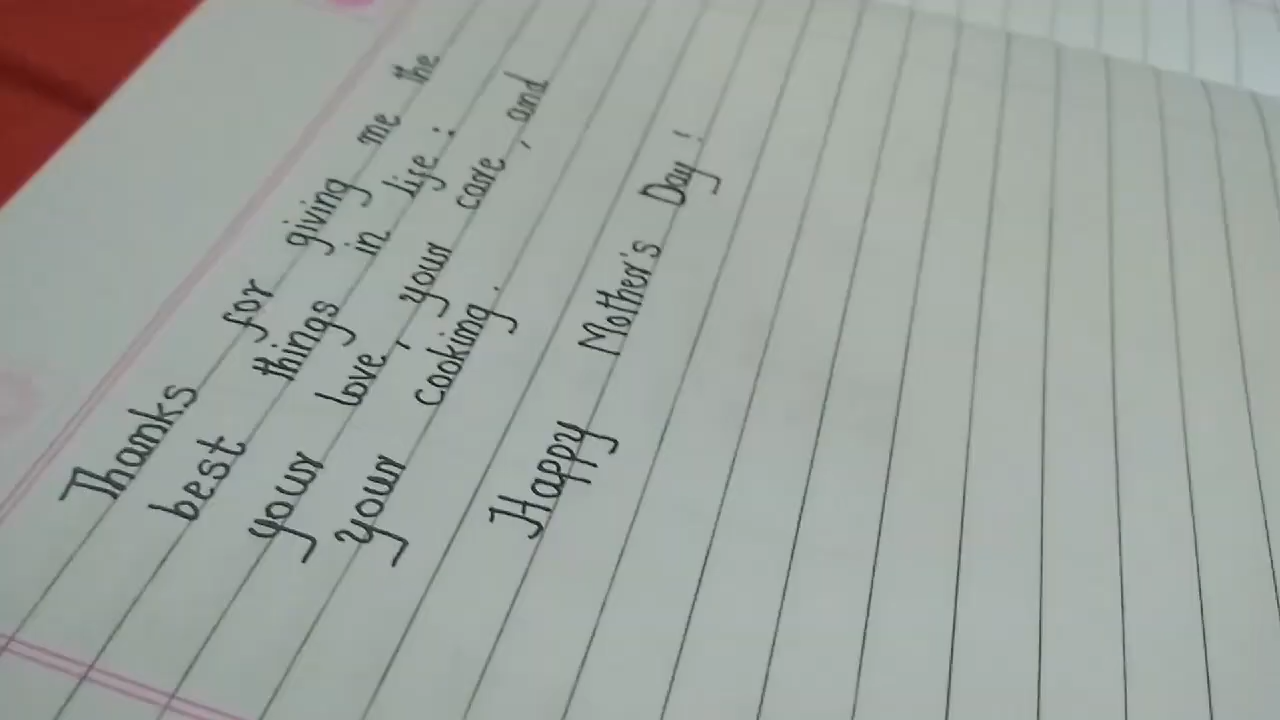 Thanks for giving me the
best things in life:
your love, your care, and
your cooking.
Happy Mother's Day!